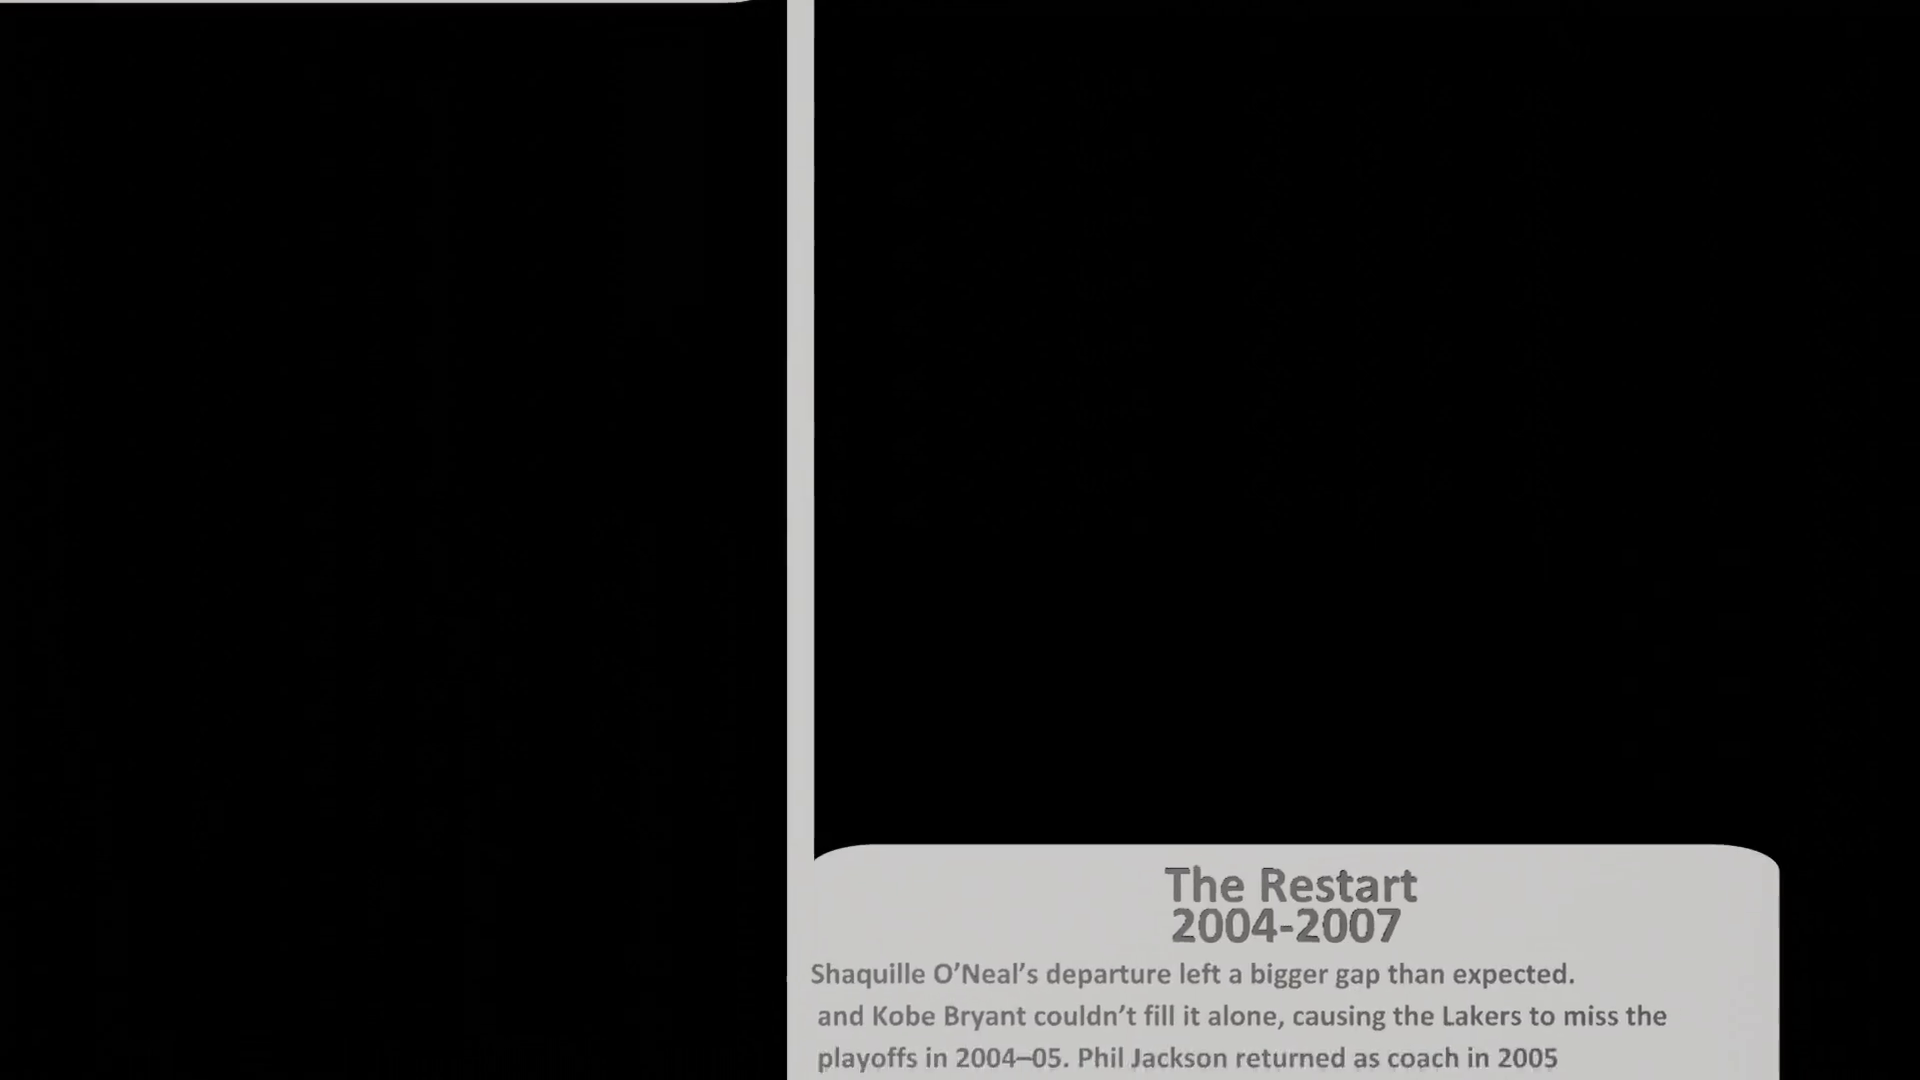 The Restart
2004-2007
Shaquille O’Neal’s departure left a bigger gap than expected.
and Kobe Bryant couldn’t fill it alone, causing the Lakers to miss the
playoffs in 2004–05. Phil Jackson returned as coach in 2005